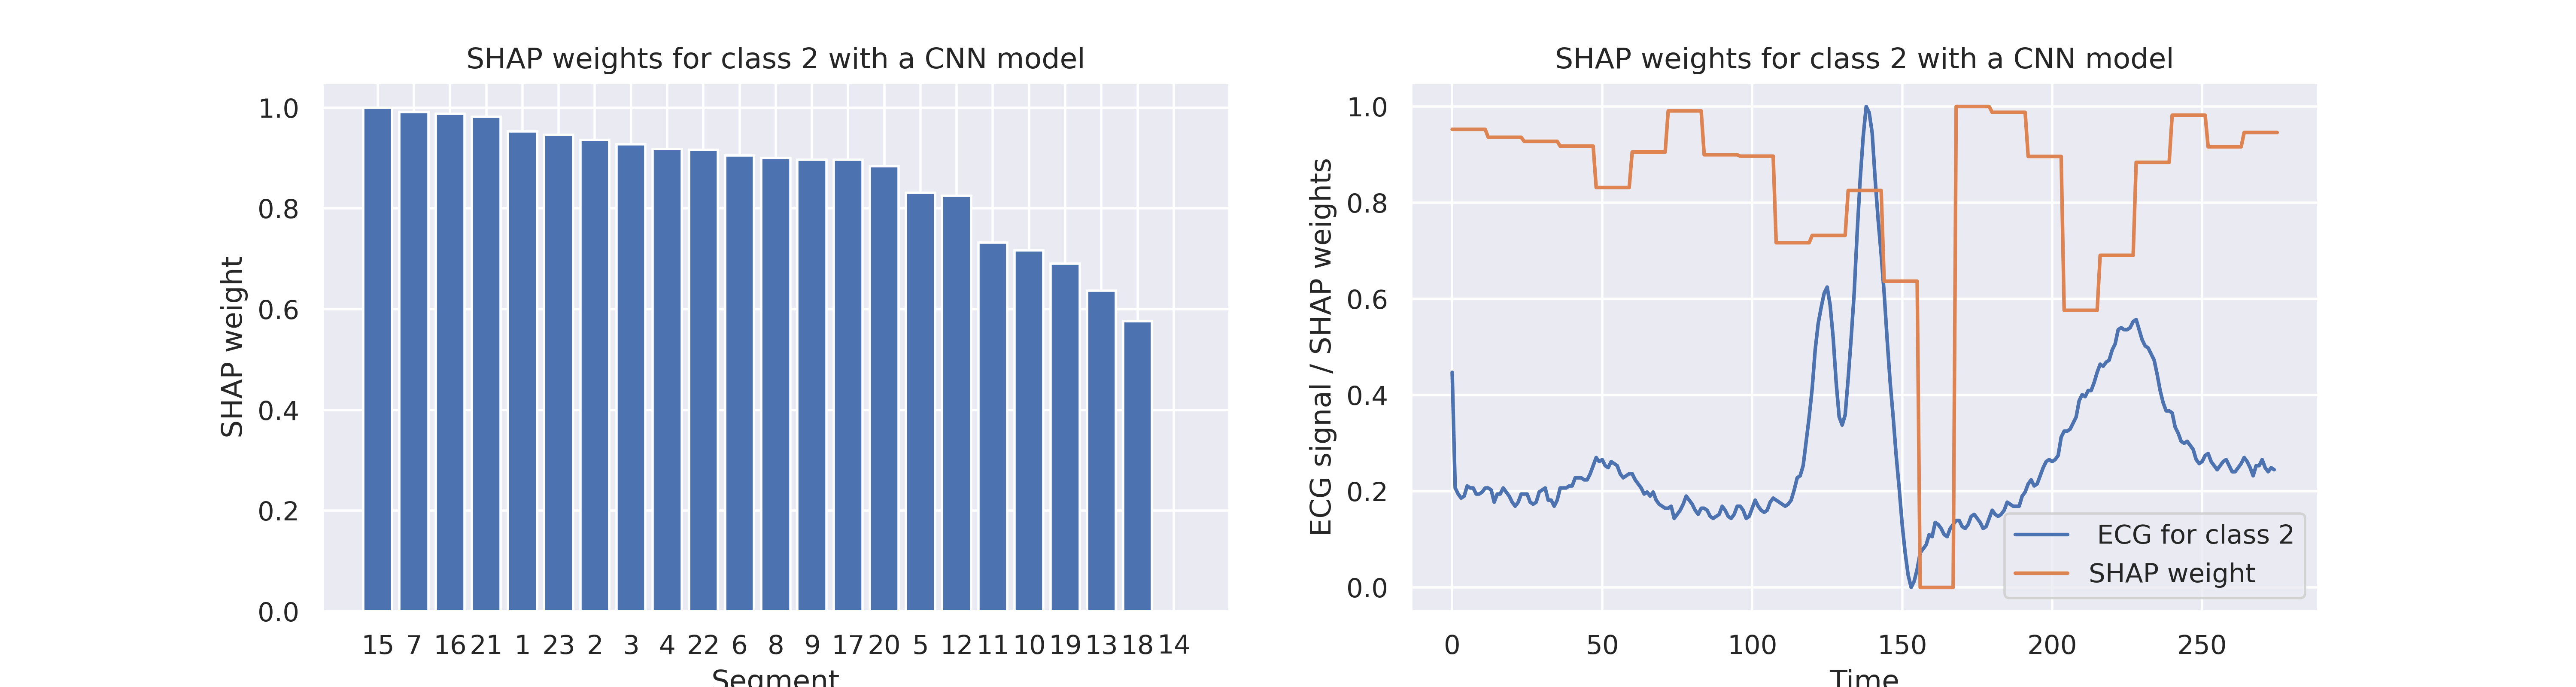 SHAP weights for class 2 with a CNN model
1.0
0.8
0.6
0.4
0.2
0.0
SHAP weight
15 7 16 21 1 23 2 3 4 22 6 8 9 17 20 5 12 11 10 19 13 18 14
Segment
SHAP weights for class 2 with a CNN model
1.0
0.8
0.6
0.4
0.2
0.0
ECG signal / SHAP weights
ECG for class 2
SHAP weight
0 50 100 150 200 250
Time